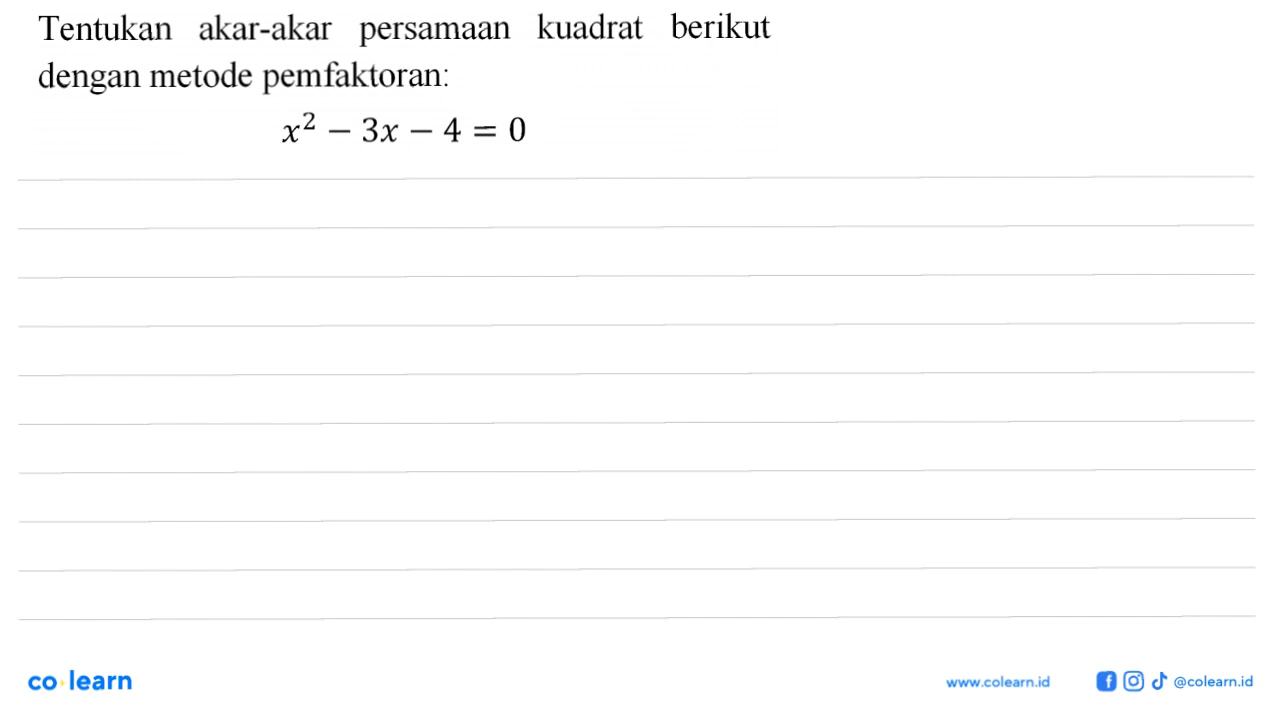 Tentukan akar-akar persamaan kuadrat berikut
dengan metode pemfaktoran:
x² − 3x − 4 = 0
co learn
www.colearn.id
@colearn.id